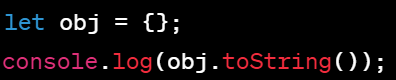 let obj = {};
console.log(obj.toString());